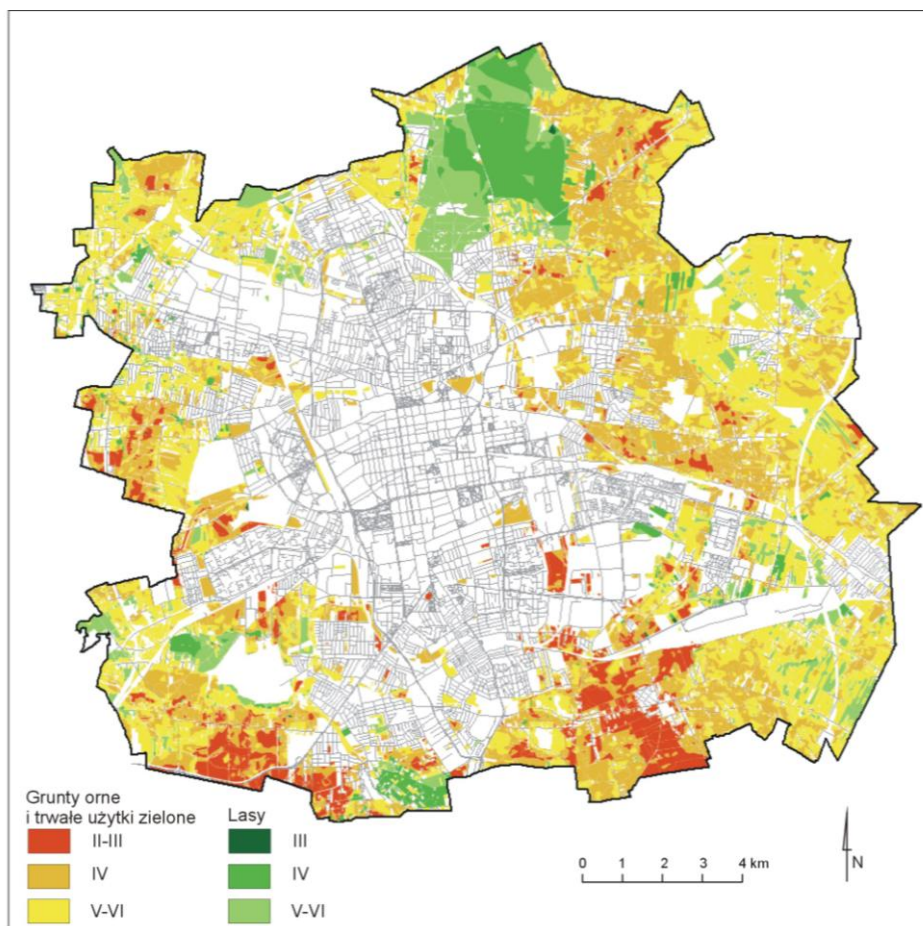 Grunty orne
i trwałe użytki zielone
II-III
IV
V-VI
Lasy
III
IV
V-VI
0 1 2 3 4 km
N